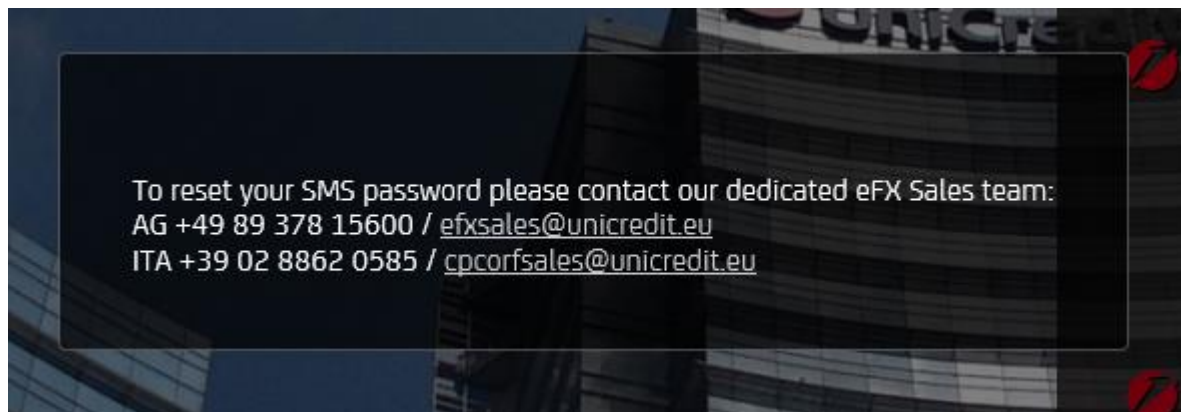 UniCredit
To reset your SMS password please contact our dedicated eFX Sales team:
AG +49 89 378 15600 / efxsales@unicredit.eu
ITA +39 02 8862 0585 / cpcorfsales@unicredit.eu